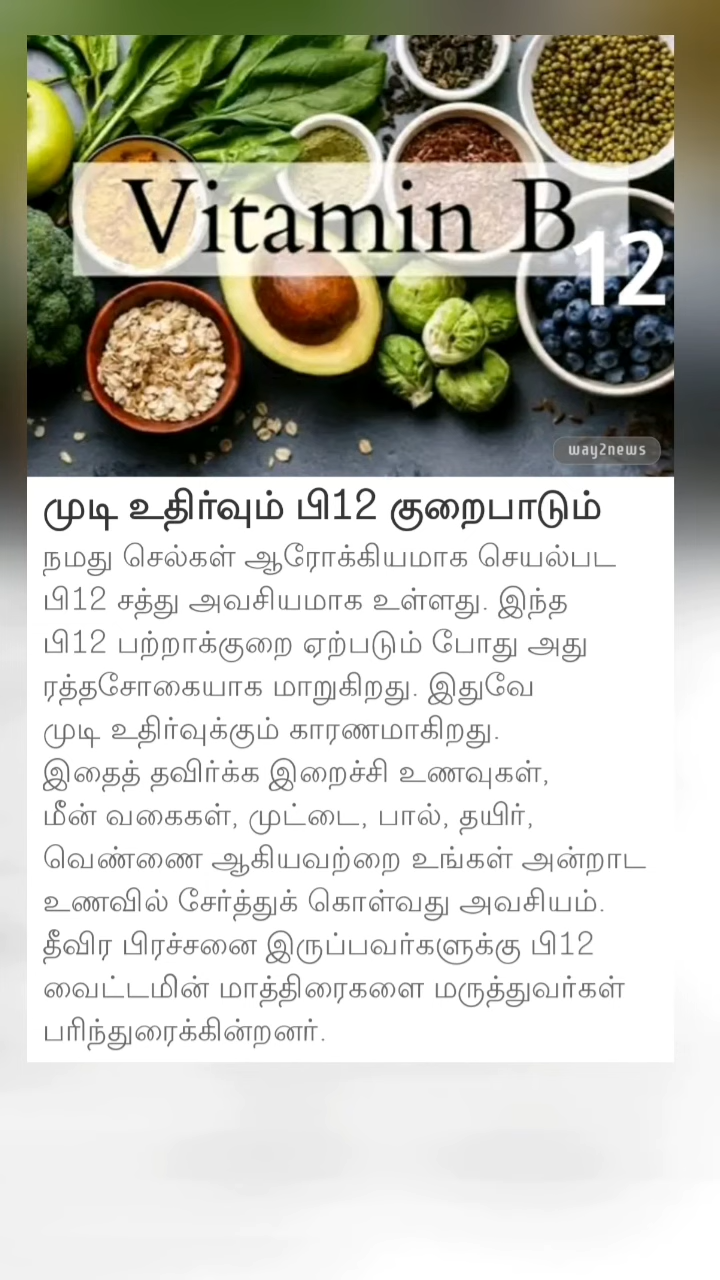 Vitamin B
12
way2news
முடி உதிர்வும் பி12 குறைபாடும்
நமது செல்கள் ஆரோக்கியமாக செயல்பட
பி12 சத்து அவசியமாக உள்ளது. இந்த
பி12 பற்றாக்குறை ஏற்படும் போது அது
ரத்தசோகையாக மாறுகிறது. இதுவே
முடி உதிர்வுக்கும் காரணமாகிறது.
இதைத் தவிர்க்க இறைச்சி உணவுகள்,
மீன் வகைகள், முட்டை, பால், தயிர்,
வெண்ணை ஆகியவற்றை உங்கள் அன்றாட
உணவில் சேர்த்துக் கொள்வது அவசியம்.
தீவிர பிரச்சனை இருப்பவர்களுக்கு பி12
வைட்டமின் மாத்திரைகளை மருத்துவர்கள்
பரிந்துரைக்கின்றனர்.